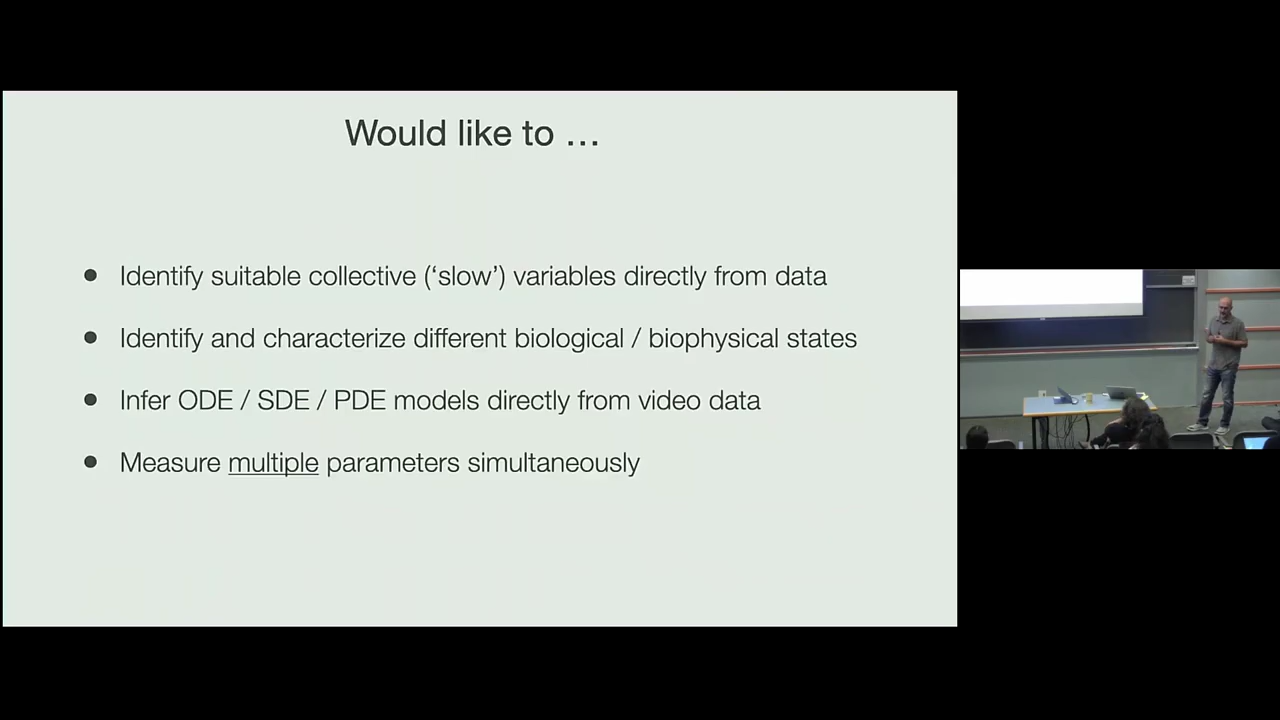 Would like to …
● Identify suitable collective (‘slow’) variables directly from data
● Identify and characterize different biological / biophysical states
● Infer ODE / SDE / PDE models directly from video data
● Measure multiple parameters simultaneously